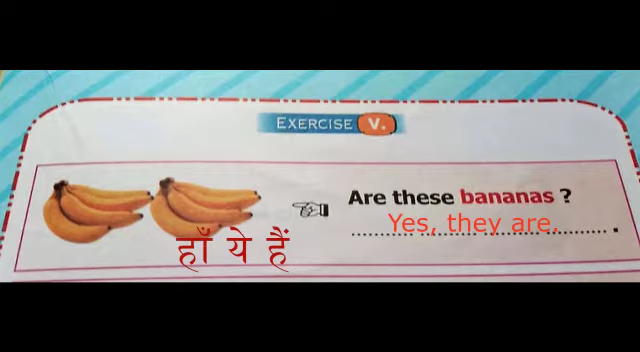 EXERCISE V.
Are these bananas ?
Yes, they are.
हाँ ये हैं